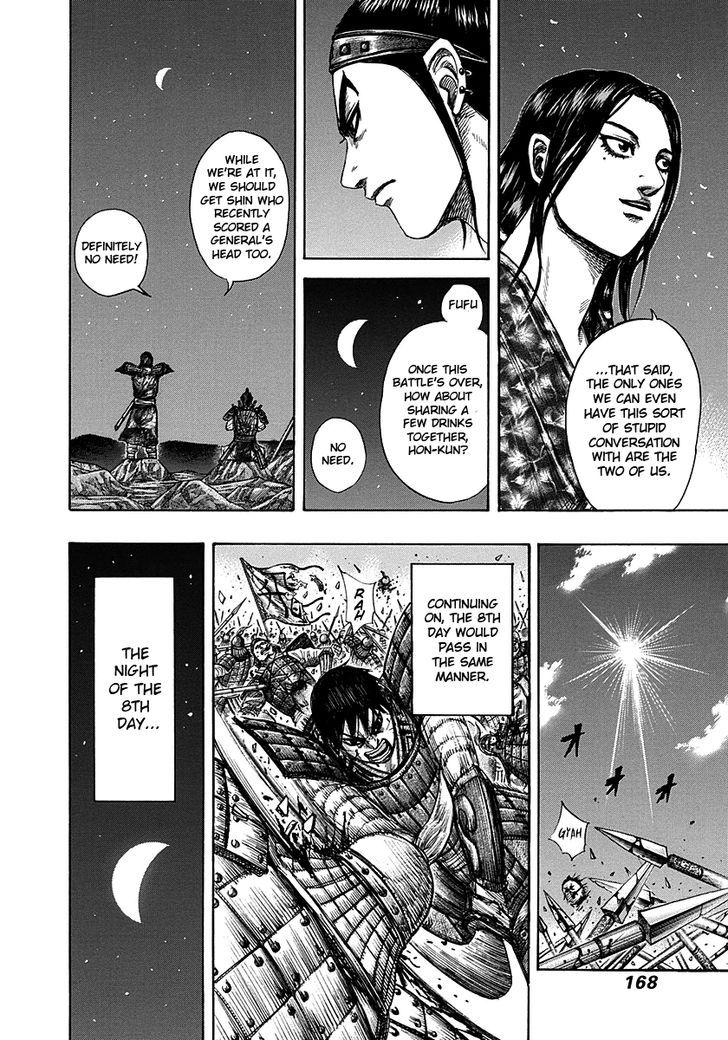 ...THAT SAID,
THE ONLY ONES
WE CAN EVEN
HAVE THIS SORT
OF STUPID
CONVERSATION
WITH ARE THE
TWO OF US.
FUFU
ONCE THIS
BATTLE'S OVER,
HOW ABOUT
SHARING A
FEW DRINKS
TOGETHER,
HON-KUN?
NO
NEED.
WHILE
WE'RE AT IT,
WE SHOULD
GET SHIN WHO
RECENTLY
SCORED A
GENERAL'S
HEAD TOO.
DEFINITELY
NO NEED!
GYAH
CONTINUING
ON, THE 8TH
DAY WOULD
PASS IN
THE SAME
MANNER.
RAH
THE
NIGHT
OF THE
8TH
DAY...
168